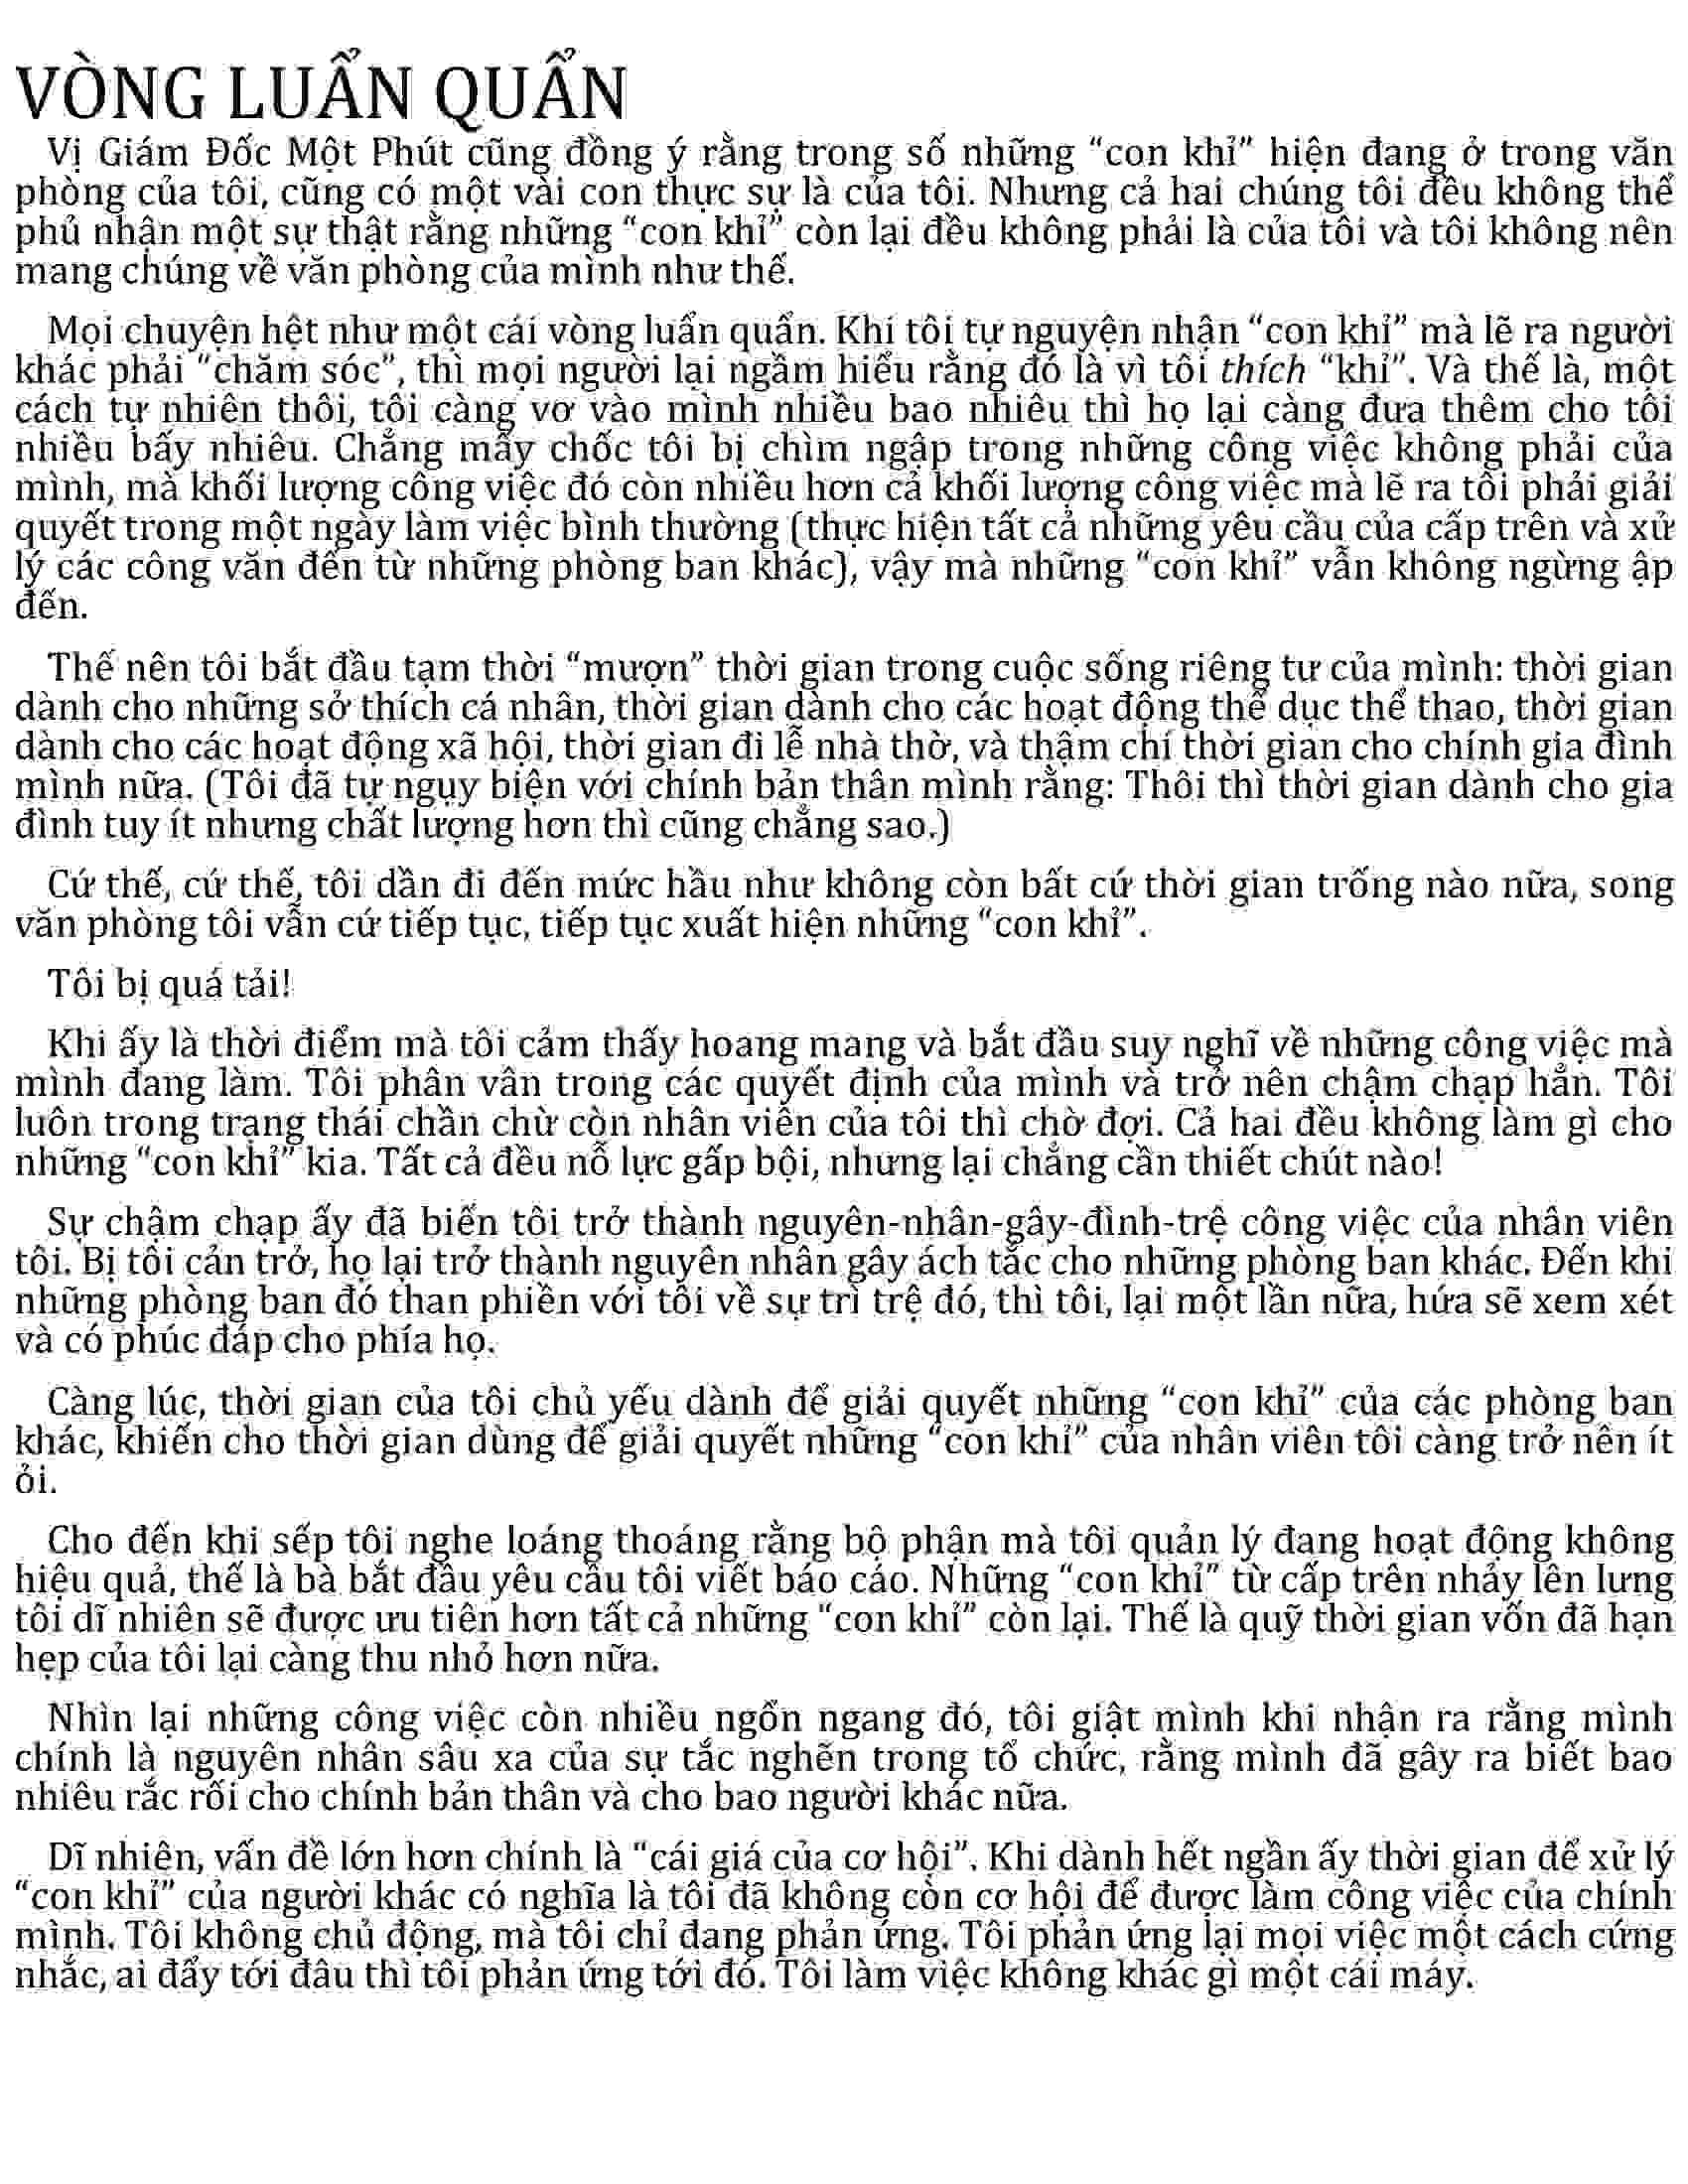 VÒNG LUẨN QUẨN
Vị Giám Đốc Một Phút cũng đồng ý rằng trong số những “con khỉ” hiện đang ở trong văn
phòng của tôi, cũng có một vài con thực sự là của tôi. Nhưng cả hai chúng tôi đều không thể
phủ nhận một sự thật rằng những “con khỉ” còn lại đều không phải là của tôi và tôi không nên
mang chúng về văn phòng của mình như thế.
Mọi chuyện hệt như một cái vòng luẩn quẩn. Khi tôi tự nguyện nhận “con khỉ” mà lẽ ra người
khác phải “chăm sóc”, thì mọi người lại ngầm hiểu rằng đó là vì tôi thích “khỉ”. Và thế là, một
cách tự nhiên thôi, tôi càng vơ vào mình nhiều bao nhiêu thì họ lại càng đưa thêm cho tôi
nhiều bấy nhiêu. Chẳng mấy chốc tôi bị chìm ngập trong những công việc không phải của
mình, mà khối lượng công việc đó còn nhiều hơn cả khối lượng công việc mà lẽ ra tôi phải giải
quyết trong một ngày làm việc bình thường (thực hiện tất cả những yêu cầu của cấp trên và xử
lý các công văn đến từ những phòng ban khác), vậy mà những “con khỉ” vẫn không ngừng ập
đến.
Thế nên tôi bắt đầu tạm thời “mượn” thời gian trong cuộc sống riêng tư của mình: thời gian
dành cho những sở thích cá nhân, thời gian dành cho các hoạt động thể dục thể thao, thời gian
dành cho các hoạt động xã hội, thời gian đi lễ nhà thờ, và thậm chí thời gian cho chính gia đình
mình nữa. (Tôi đã tự ngụy biện với chính bản thân mình rằng: Thôi thì thời gian dành cho gia
đình tuy ít nhưng chất lượng hơn thì cũng chẳng sao.)
Cứ thế, cứ thế, tôi dần đi đến mức hầu như không còn bất cứ thời gian trống nào nữa, song
văn phòng tôi vẫn cứ tiếp tục, tiếp tục xuất hiện những “con khỉ”.
Tôi bị quá tải!
Khi ấy là thời điểm mà tôi cảm thấy hoang mang và bắt đầu suy nghĩ về những công việc mà
mình đang làm. Tôi phân vân trong các quyết định của mình và trở nên chậm chạp hẳn. Tôi
luôn trong trạng thái chần chừ còn nhân viên của tôi thì chờ đợi. Cả hai đều không làm gì cho
những “con khỉ” kia. Tất cả đều nỗ lực gấp bội, nhưng lại chẳng cần thiết chút nào!
Sự chậm chạp ấy đã biến tôi trở thành nguyên-nhân-gây-đình-trệ công việc của nhân viên
tôi. Bị tôi cản trở, họ lại trở thành nguyên nhân gây ách tắc cho những phòng ban khác. Đến khi
những phòng ban đó than phiền với tôi về sự trì trệ đó, thì tôi, lại một lần nữa, hứa sẽ xem xét
và có phúc đáp cho phía họ.
Càng lúc, thời gian của tôi chủ yếu dành để giải quyết những “con khỉ” của các phòng ban
khác, khiến cho thời gian dùng để giải quyết những “con khỉ” của nhân viên tôi càng trở nên ít
ỏi.
Cho đến khi sếp tôi nghe loáng thoáng rằng bộ phận mà tôi quản lý đang hoạt động không
hiệu quả, thế là bà bắt đầu yêu cầu tôi viết báo cáo. Những “con khỉ” từ cấp trên nhảy lên lưng
tôi dĩ nhiên sẽ được ưu tiên hơn tất cả những “con khỉ” còn lại. Thế là quỹ thời gian vốn đã hạn
hẹp của tôi lại càng thu nhỏ hơn nữa.
Nhìn lại những công việc còn nhiều ngổn ngang đó, tôi giật mình khi nhận ra rằng mình
chính là nguyên nhân sâu xa của sự tắc nghẽn trong tổ chức, rằng mình đã gây ra biết bao
nhiêu rắc rối cho chính bản thân và cho bao người khác nữa.
Dĩ nhiên, vấn đề lớn hơn chính là “cái giá của cơ hội”. Khi dành hết ngần ấy thời gian để xử lý
“con khỉ” của người khác có nghĩa là tôi đã không còn cơ hội để được làm công việc của chính
mình. Tôi không chủ động, mà tôi chỉ đang phản ứng. Tôi phản ứng lại mọi việc một cách cứng
nhắc, ai đẩy tới đâu thì tôi phản ứng tới đó. Tôi làm việc không khác gì một cái máy.